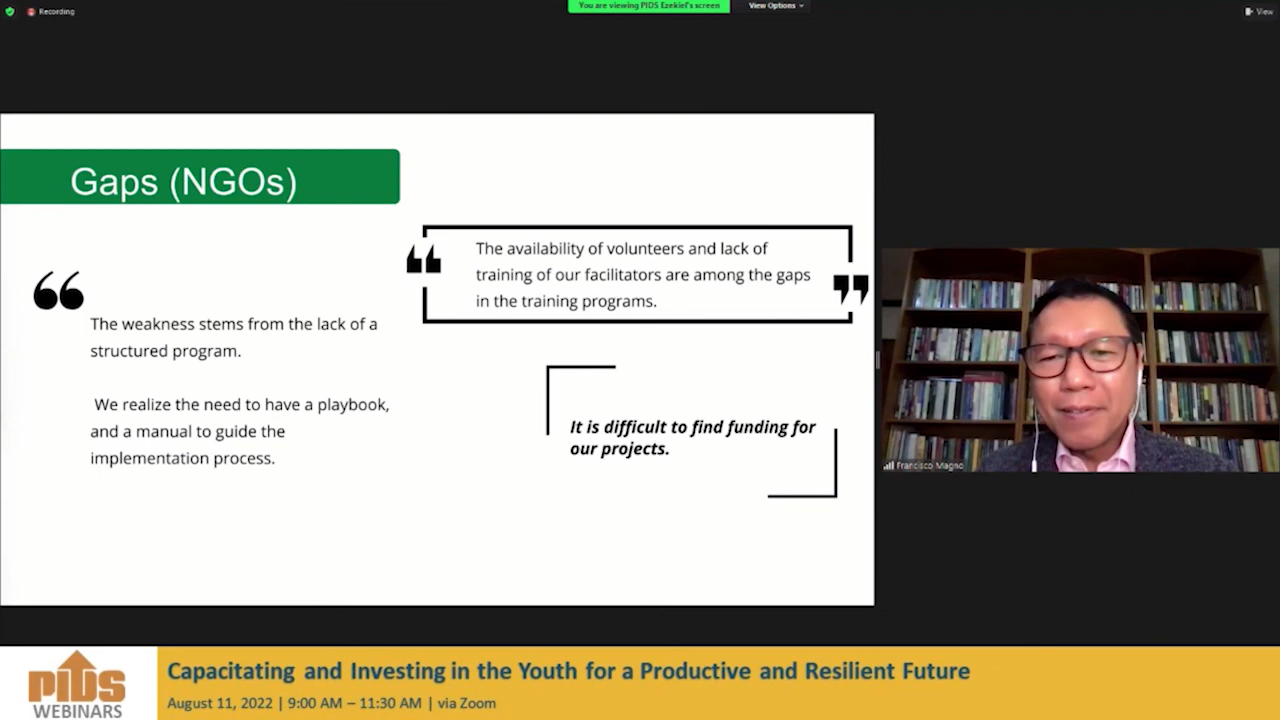 Recording
You are viewing PIDS Ezekiel's screen
View Options
View
Gaps (NGOs)
The weakness stems from the lack of a
structured program.
We realize the need to have a playbook,
and a manual to guide the
implementation process.
The availability of volunteers and lack of
training of our facilitators are among the gaps
in the training programs.
It is difficult to find funding for
our projects.
Francisco Magno
PIDS
WEBINARS
Capacitating and Investing in the Youth for a Productive and Resilient Future
August 11, 2022 | 9:00 AM – 11:30 AM | via Zoom